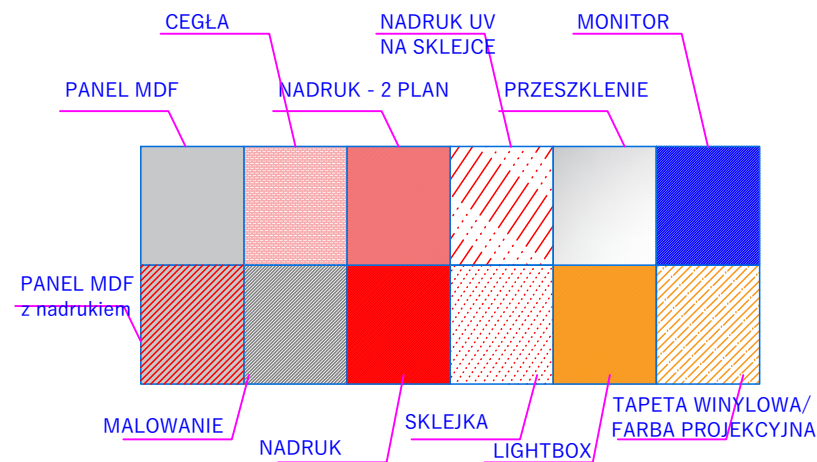 CEGŁA
NADRUK UV
NA SKLEJCE
MONITOR
PANEL MDF
NADRUK - 2 PLAN
PRZESZKLENIE
PANEL MDF
z nadrukiem
MALOWANIE
NADRUK
SKLEJKA
LIGHTBOX
TAPETA WINYLOWA/
FARBA PROJEKCYJNA